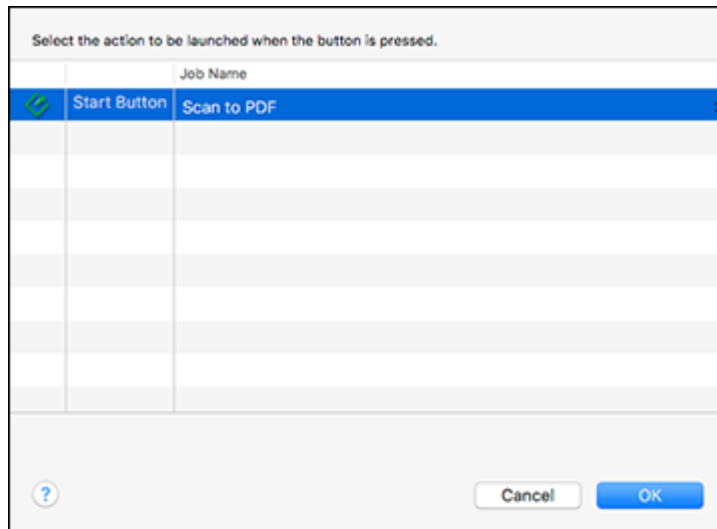 Select the action to be launched when the button is pressed.
Job Name
Start Button Scan to PDF
?
Cancel OK